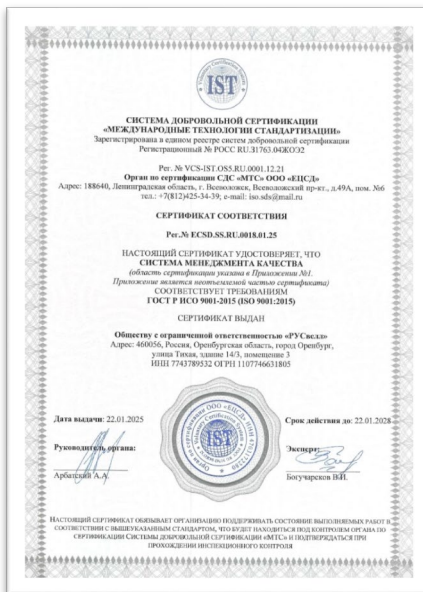 IST
СИСТЕМА ДОБРОВОЛЬНОЙ СЕРТИФИКАЦИИ
«МЕЖДУНАРОДНЫЕ ТЕХНОЛОГИИ СТАНДАРТИЗАЦИИ»
Зарегистрирована в едином реестре систем добровольной сертификации
Регистрационный № РОСС RU.31763.04ЖОЭ2
Рег. № VCS-IST.OS5.RU.0001.12.21
Орган по сертификации СДС «МТС» ООО «ЕЦСД»
Адрес: 188640, Ленинградская область, г. Всеволожск, Всеволожский пр-кт., д.49А, пом. №6
тел.: +7(812)425-34-39; e-mail: iso.sds@mail.ru
СЕРТИФИКАТ СООТВЕТСТВИЯ
Рег.№ ECSD.SS.RU.0018.01.25
НАСТОЯЩИЙ СЕРТИФИКАТ УДОСТОВЕРЯЕТ, ЧТО
СИСТЕМА МЕНЕДЖМЕНТА КАЧЕСТВА
(область сертификации указана в Приложении №1.
Приложение является неотъемлемой частью сертификата)
СООТВЕТСТВУЕТ ТРЕБОВАНИЯМ
ГОСТ Р ИСО 9001-2015 (ISO 9001:2015)
СЕРТИФИКАТ ВЫДАН
Обществу с ограниченной ответственностью «РУСвелл»
Адрес: 460056, Россия, Оренбургская область, город Оренбург,
улица Тихая, здание 14/3, помещение 3
ИНН 7743789532 ОГРН 1107746631805
Дата выдачи: 22.01.2025
Срок действия до: 22.01.2028
Руководитель органа:
Эксперт:
IST
Арбатский А.А.
Богучарсков В.И.
НАСТОЯЩИЙ СЕРТИФИКАТ ОБЯЗЫВАЕТ ОРГАНИЗАЦИЮ ПОДДЕРЖИВАТЬ СОСТОЯНИЕ ВЫПОЛНЯЕМЫХ РАБОТ В
СООТВЕТСТВИИ С ВЫШЕУКАЗАННЫМ СТАНДАРТОМ, ЧТО БУДЕТ НАХОДИТЬСЯ ПОД КОНТРОЛЕМ ОРГАНА ПО
СЕРТИФИКАЦИИ СИСТЕМЫ ДОБРОВОЛЬНОЙ СЕРТИФИКАЦИИ «МТС» И ПОДТВЕРЖДАТЬСЯ ПРИ
ПРОХОЖДЕНИИ ИНСПЕКЦИОННОГО КОНТРОЛЯ